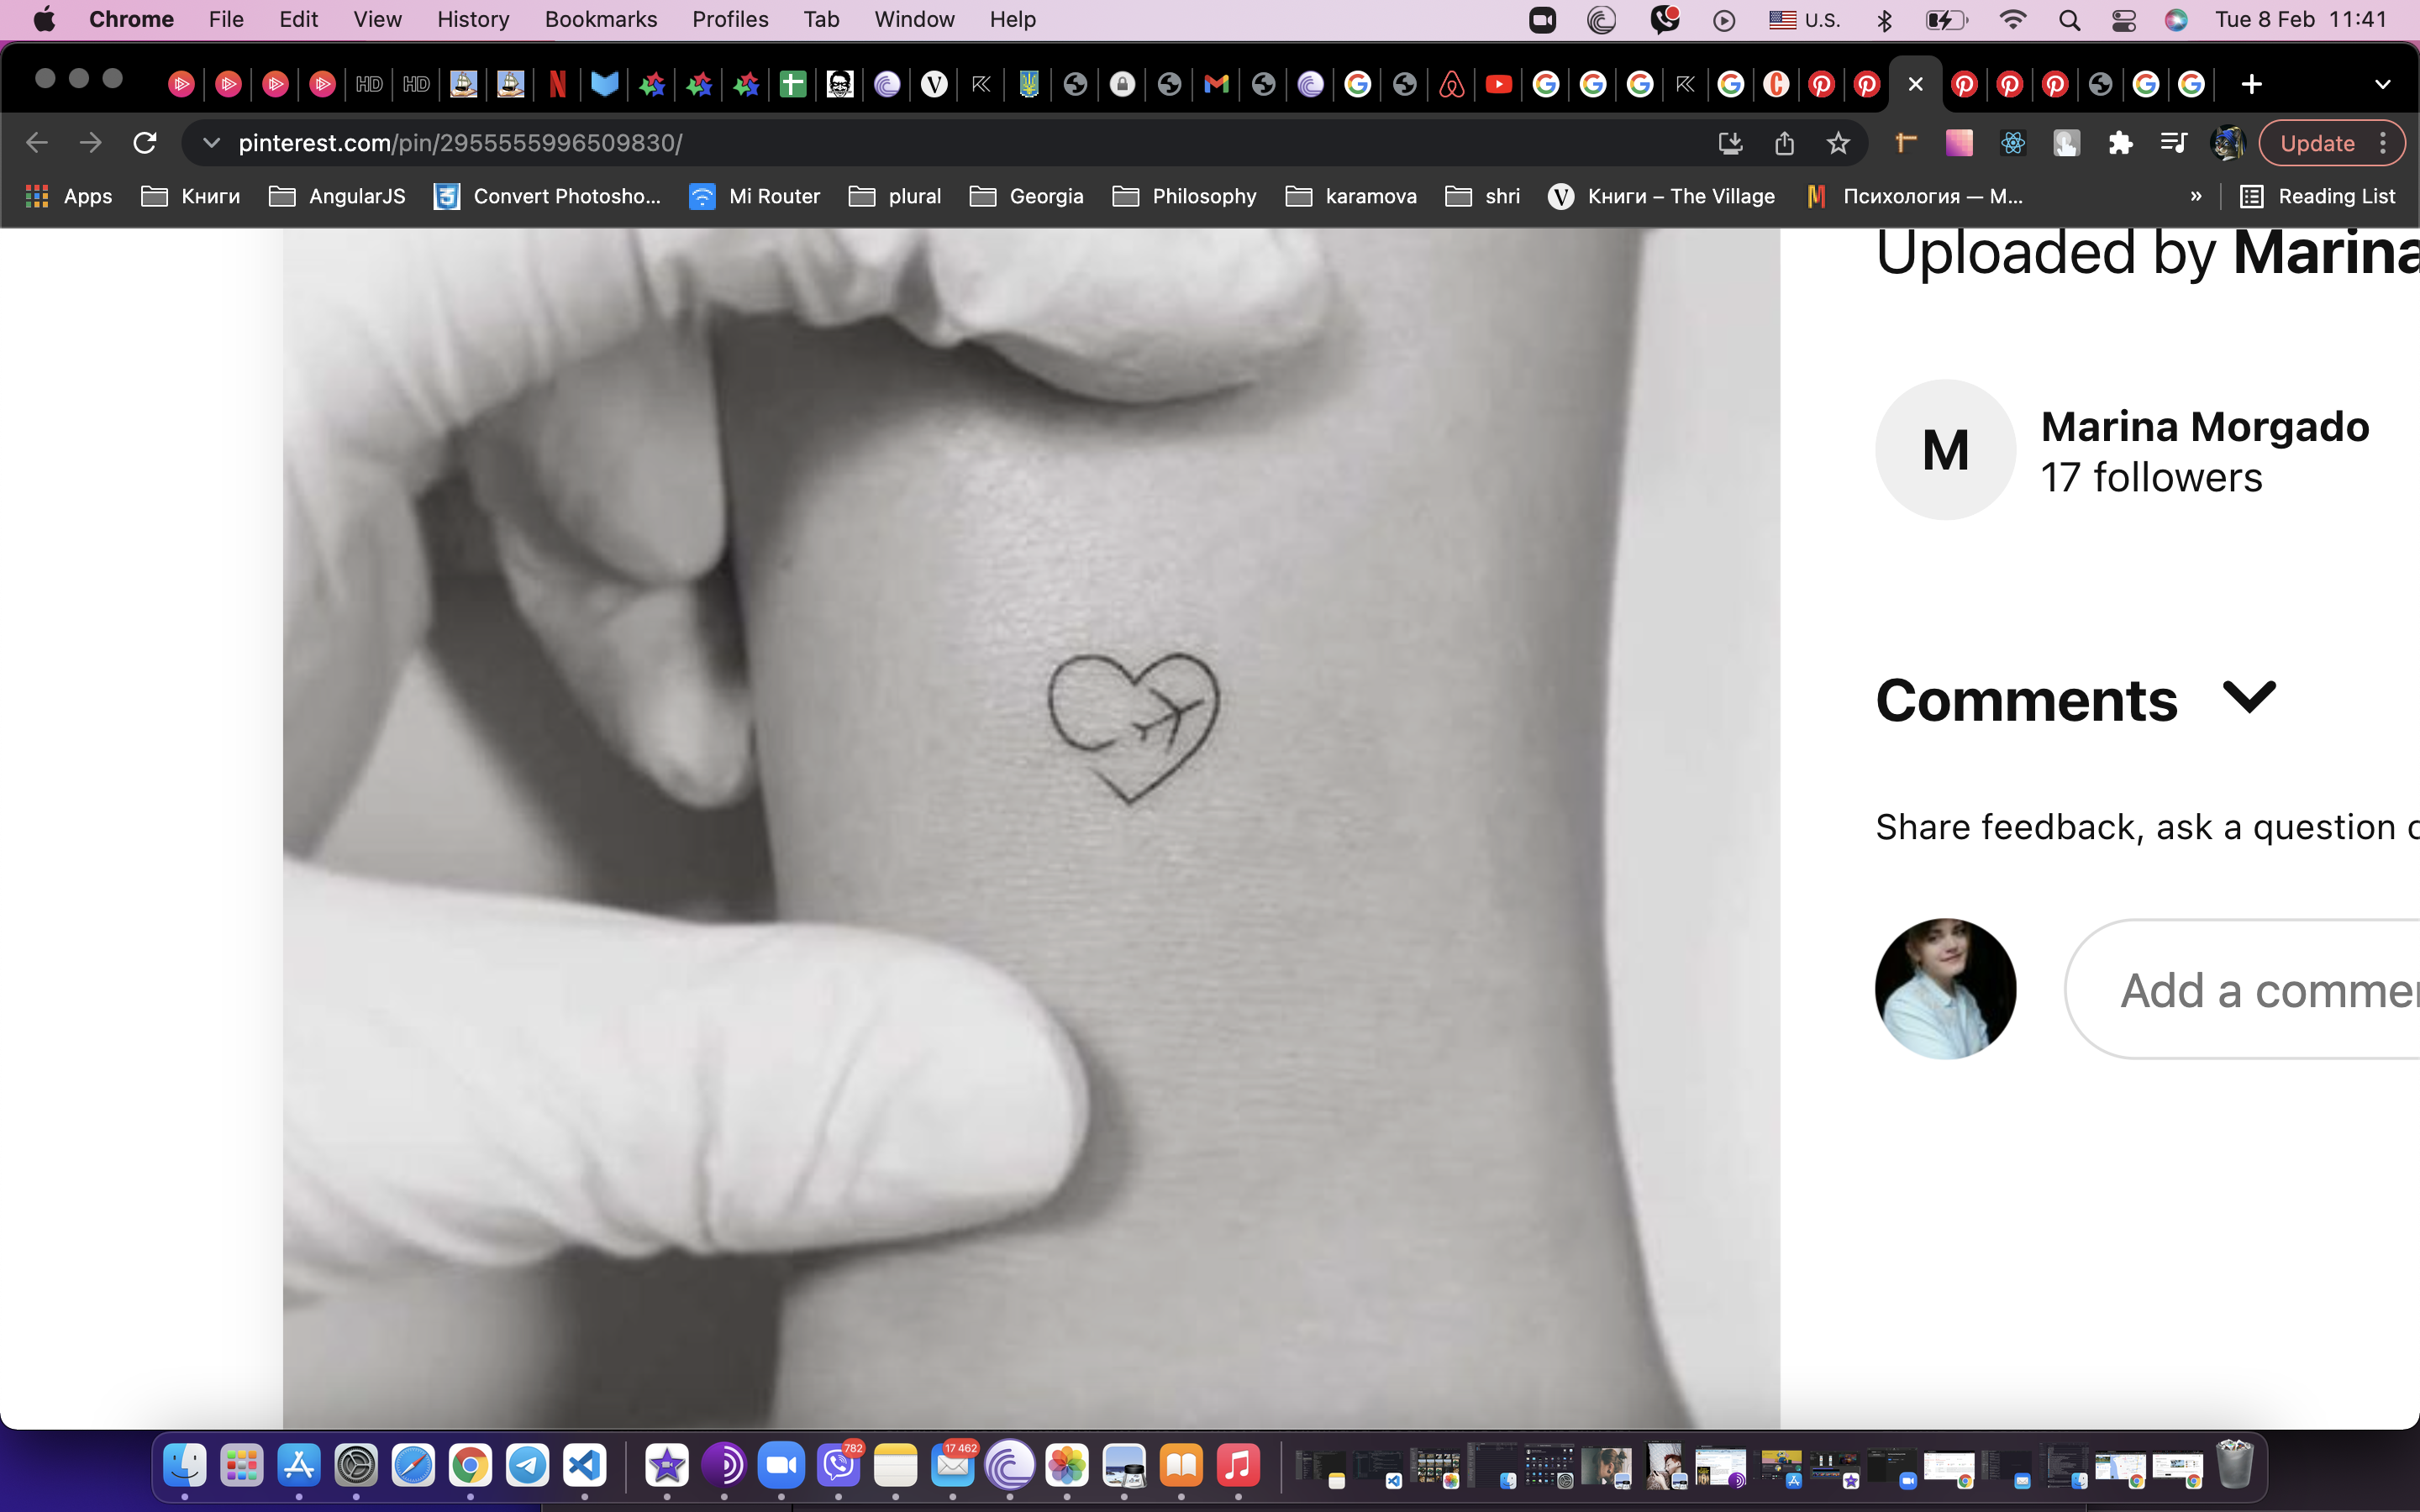 Chrome File Edit View History Bookmarks Profiles Tab Window Help U.S. Tue 8 Feb 11:41
HD HD
pinterest.com/pin/2955555996509830/ Update
Apps Книги AngularJS Convert Photosho... Mi Router plural Georgia Philosophy karamova shri Книги – The Village Психология — М... » Reading List
Uploaded by Marina
M
Marina Morgado
17 followers
Comments
Share feedback, ask a question
Add a comme
782 17 462